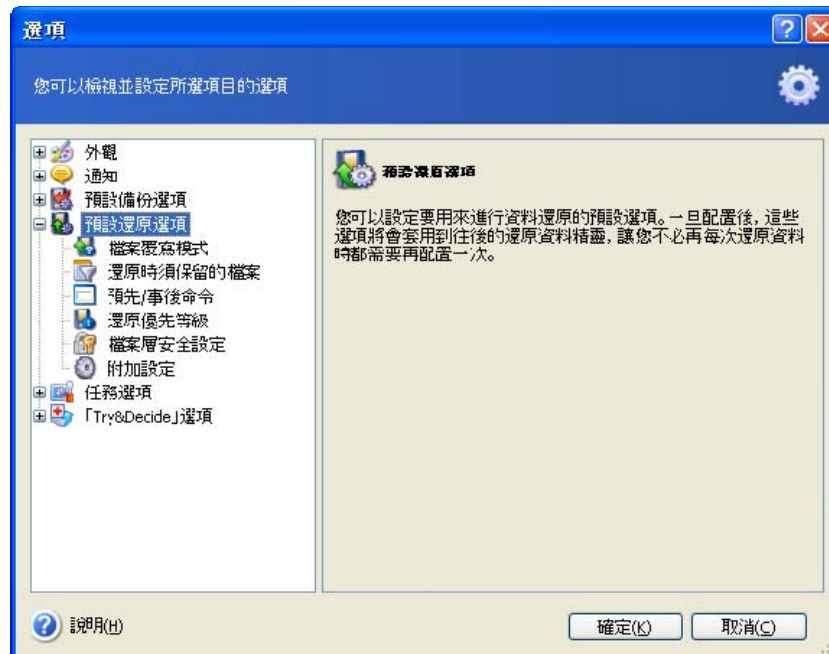 選項
您可以檢視並設定所選項目的選項
外觀
通知
預設備份選項
預設還原選項
檔案覆寫模式
還原時須保留的檔案
預先/事後命令
還原優先等級
檔案層安全設定
附加設定
任務選項
「Try&Decide」選項
預設還原選項
您可以設定要用來進行資料還原的預設選項。一旦配置後，這些
選項將會套用到往後的還原資料精靈，讓您不必再每次還原資料
時都需要再配置一次。
說明(H)
確定(K)
取消(C)